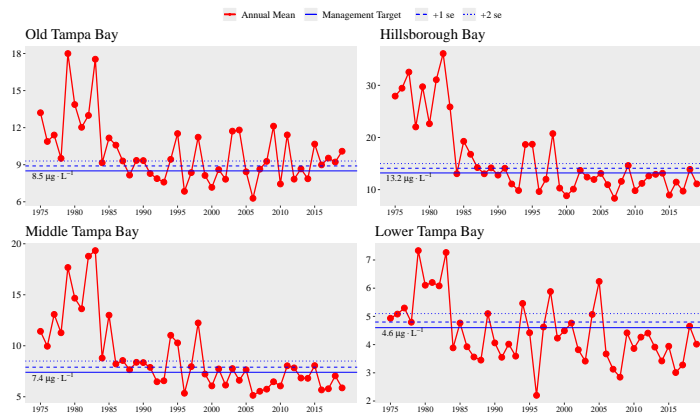 Annual Mean Management Target +1 se +2 se
Old Tampa Bay
18
15
12
9
6
8.5 μg · L⁻¹
1975 1980 1985 1990 1995 2000 2005 2010 2015
Hillsborough Bay
30
20
10
13.2 μg · L⁻¹
1975 1980 1985 1990 1995 2000 2005 2010 2015
Middle Tampa Bay
20
15
10
5
7.4 μg · L⁻¹
1975 1980 1985 1990 1995 2000 2005 2010 2015
Lower Tampa Bay
7
6
5
4
3
2
4.6 μg · L⁻¹
1975 1980 1985 1990 1995 2000 2005 2010 2015